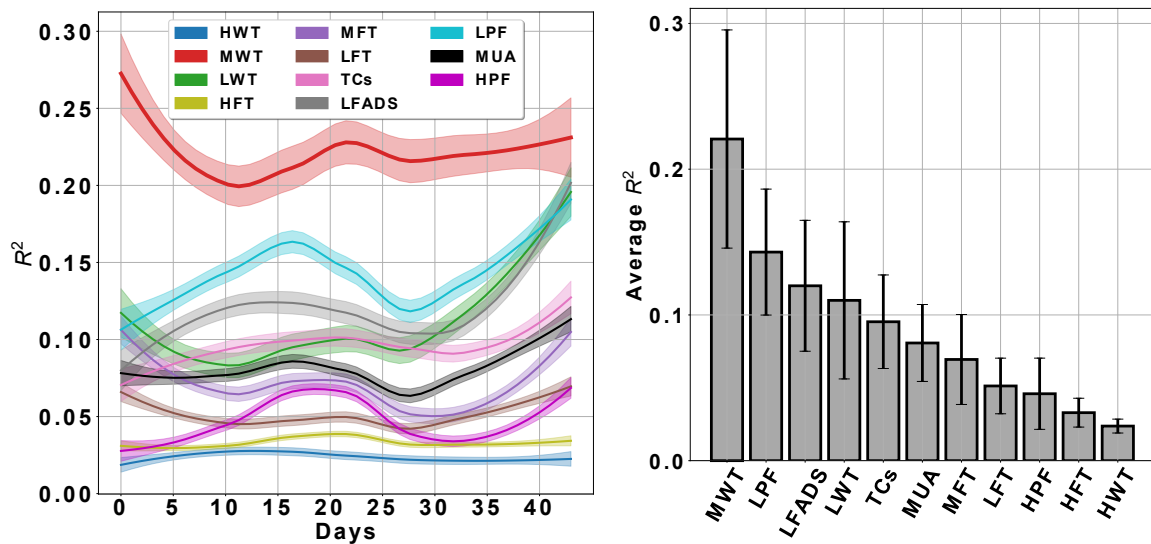 0.30
0.25
0.20
0.15
0.10
0.05
0.00
R²
0 5 10 15 20 25 30 35 40
Days
HWT MFT LPF
MWT LFT MUA
LWT TCs HPF
HFT LFADS
0.3
0.2
0.1
0.0
Average R²
MWT LPF LFADS LWT TCs MUA MFT LFT HPF HFT HWT